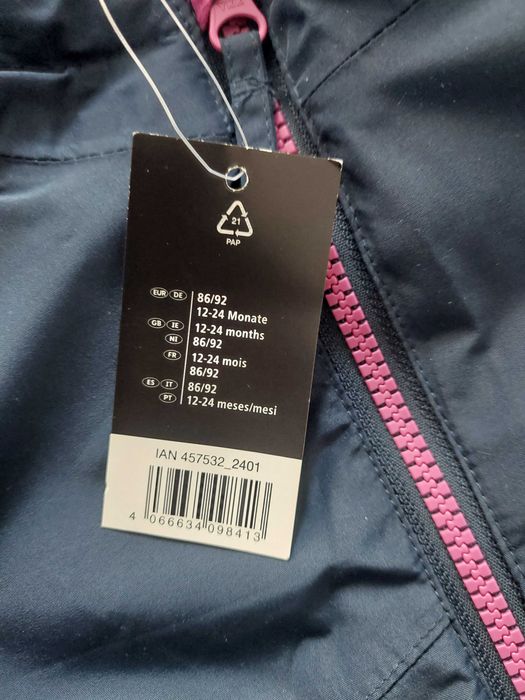 21
PAP
EUR DE 86/92
12-24 Monate
GB IE 12-24 months
NI 86/92
FR 12-24 mois
86/92
ES IT 86/92
PT 12-24 meses/mesi
IAN 457532_2401
4 066634 098413